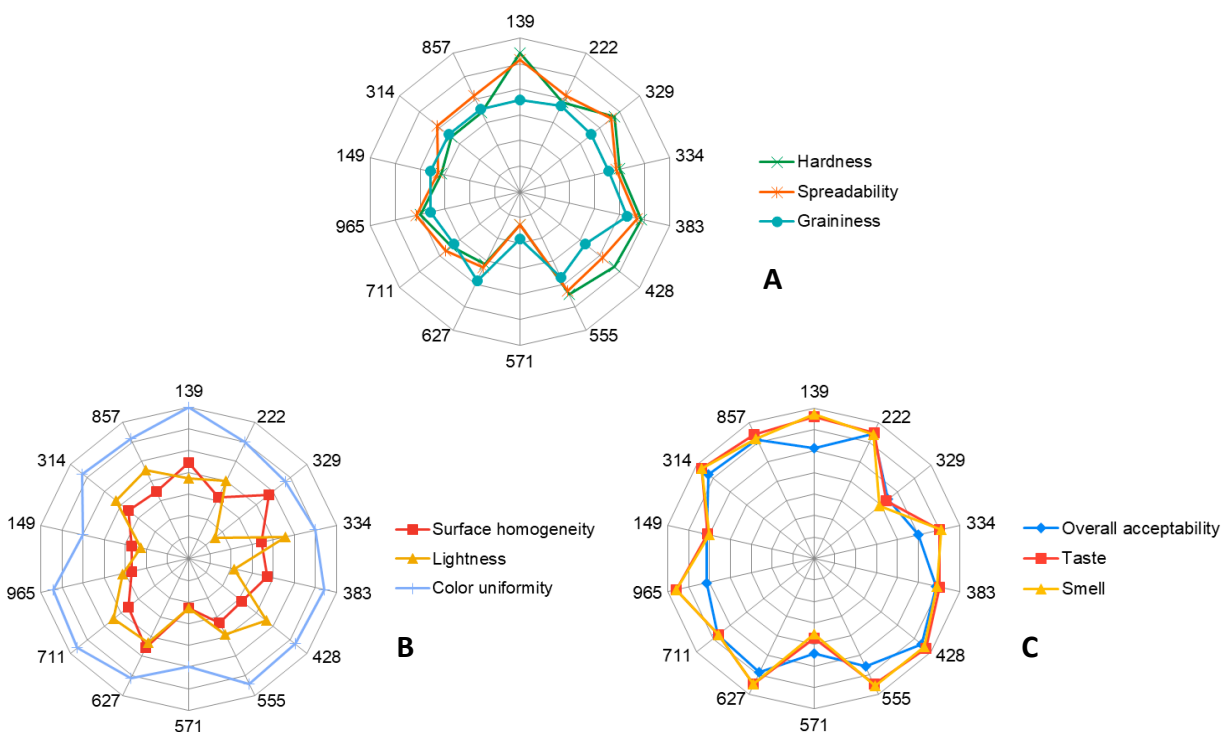 139
857 222
314 329
149 334
Hardness
Spreadability
Graininess
965 383
A
711 428
627 555
571
139
857 222
314 329
149 334
Surface homogeneity
Lightness
Color uniformity
965 383
711 428
B
627 555
571
139
857 222
314 329
149 334
Overall acceptability
Taste
Smell
965 383
711 428
C
627 555
571